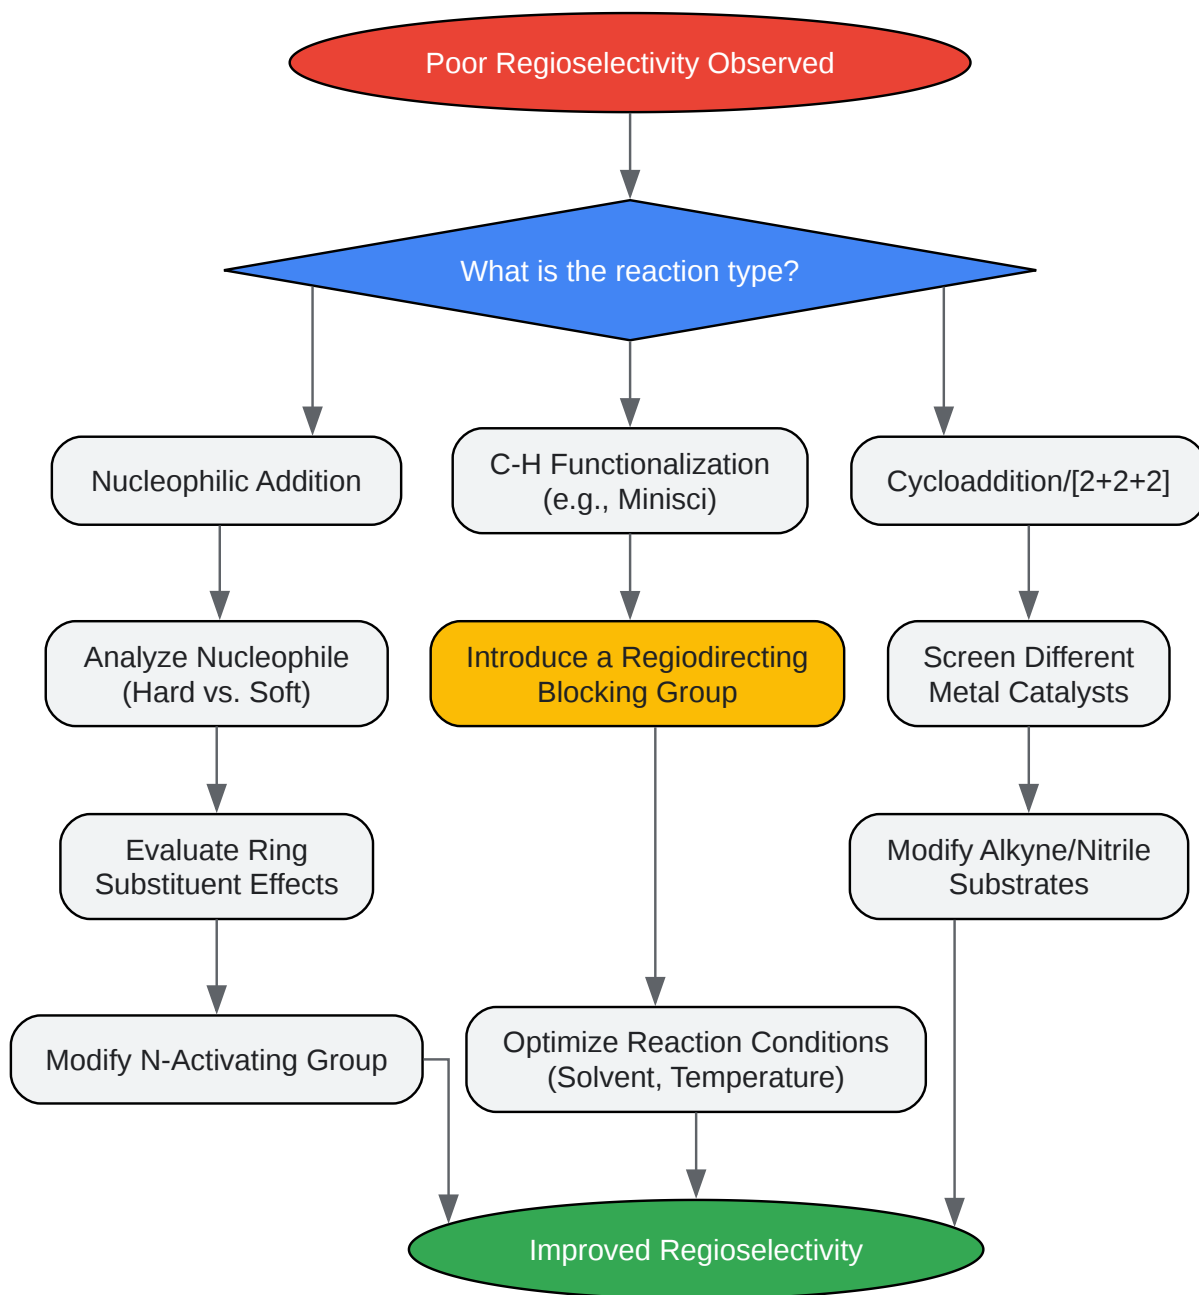 Poor Regioselectivity Observed
What is the reaction type?
Nucleophilic Addition
C-H Functionalization
(e.g., Minisci)
Cycloaddition/[2+2+2]
Analyze Nucleophile
(Hard vs. Soft)
Introduce a Regiodirecting
Blocking Group
Screen Different
Metal Catalysts
Evaluate Ring
Substituent Effects
Modify Alkyne/Nitrile
Substrates
Modify N-Activating Group
Optimize Reaction Conditions
(Solvent, Temperature)
Improved Regioselectivity